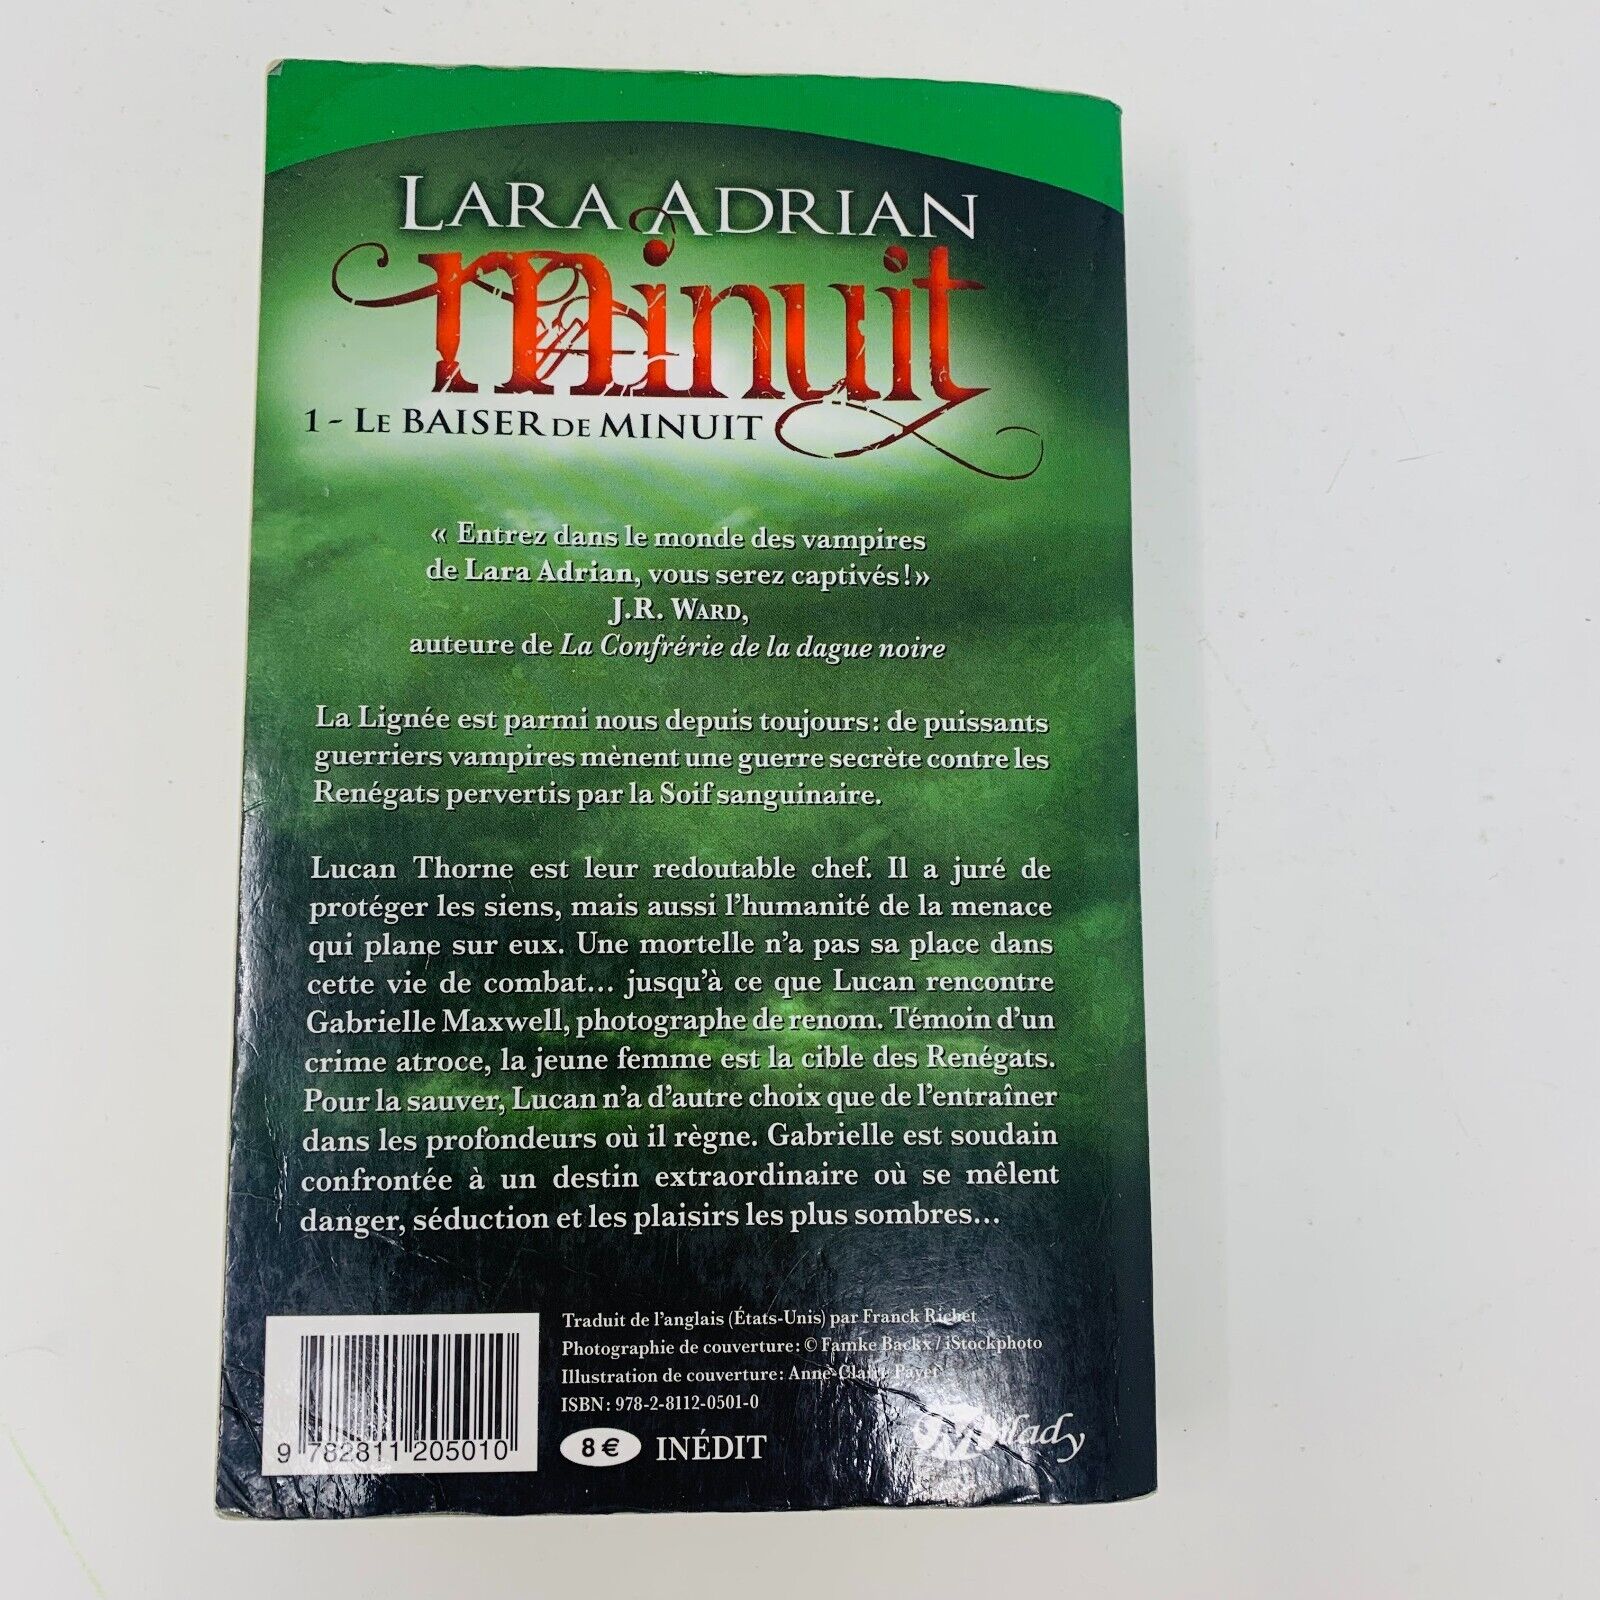 LARA ADRIAN
Minuit
1 - LE BAISER DE MINUIT
« Entrez dans le monde des vampires
de Lara Adrian, vous serez captivés ! »
J.R. WARD,
auteure de La Confrérie de la dague noire
La Lignée est parmi nous depuis toujours : de puissants
guerriers vampires mènent une guerre secrète contre les
Renégats pervertis par la Soif sanguinaire.
Lucan Thorne est leur redoutable chef. Il a juré de
protéger les siens, mais aussi l'humanité de la menace
qui plane sur eux. Une mortelle n'a pas sa place dans
cette vie de combat... jusqu'à ce que Lucan rencontre
Gabrielle Maxwell, photographe de renom. Témoin d'un
crime atroce, la jeune femme est la cible des Renégats.
Pour la sauver, Lucan n'a d'autre choix que de l'entraîner
dans les profondeurs où il règne. Gabrielle est soudain
confrontée à un destin extraordinaire où se mêlent
danger, séduction et les plaisirs les plus sombres...
Traduit de l'anglais (États-Unis) par Franck Richet
Photographie de couverture : © Famke Backx / iStockphoto
Illustration de couverture : Anne-Claire Payet
ISBN : 978-2-8112-0501-0
9 782811 205010
8 € INÉDIT
Milady